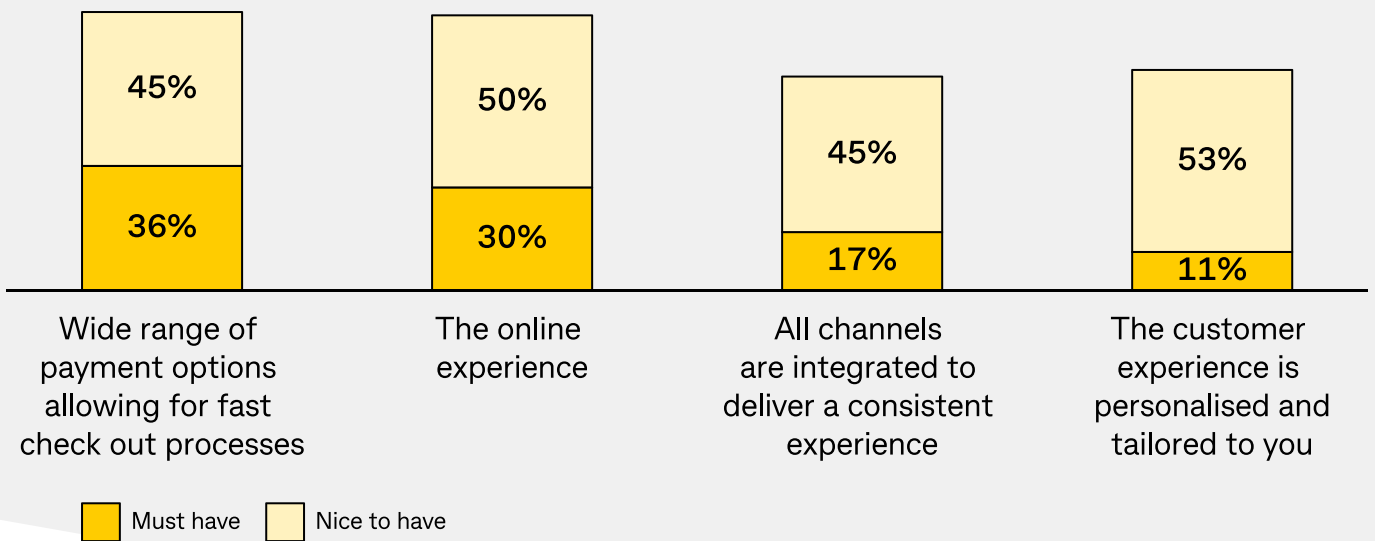 45%
36%
50%
30%
45%
17%
53%
11%
Wide range of
payment options
allowing for fast
check out processes
The online
experience
All channels
are integrated to
deliver a consistent
experience
The customer
experience is
personalised and
tailored to you
Must have
Nice to have